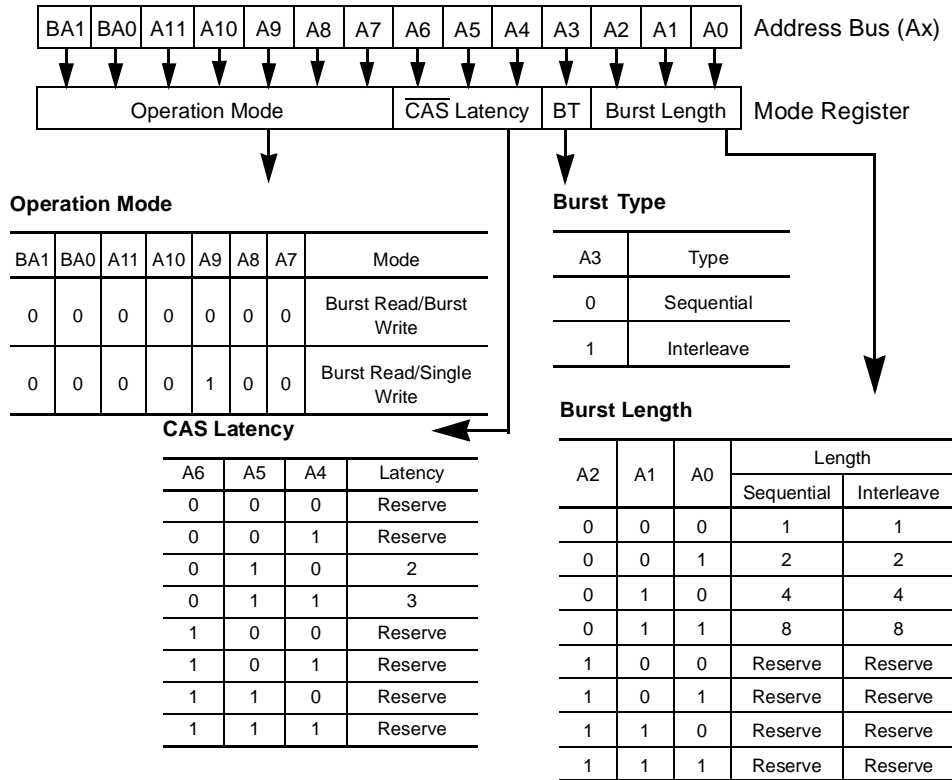 BA1 BA0 A11 A10 A9 A8 A7 A6 A5 A4 A3 A2 A1 A0 Address Bus (Ax)
Operation Mode CAS Latency BT Burst Length Mode Register
Operation Mode
BA1 BA0 A11 A10 A9 A8 A7 Mode
0 0 0 0 0 0 0 Burst Read/Burst
Write
0 0 0 0 1 0 0 Burst Read/Single
Write
Burst Type
A3 Type
0 Sequential
1 Interleave
CAS Latency
A6 A5 A4 Latency
0 0 0 Reserve
0 0 1 Reserve
0 1 0 2
0 1 1 3
1 0 0 Reserve
1 0 1 Reserve
1 1 0 Reserve
1 1 1 Reserve
Burst Length
A2 A1 A0 Length
Sequential Interleave
0 0 0 1 1
0 0 1 2 2
0 1 0 4 4
0 1 1 8 8
1 0 0 Reserve Reserve
1 0 1 Reserve Reserve
1 1 0 Reserve Reserve
1 1 1 Reserve Reserve